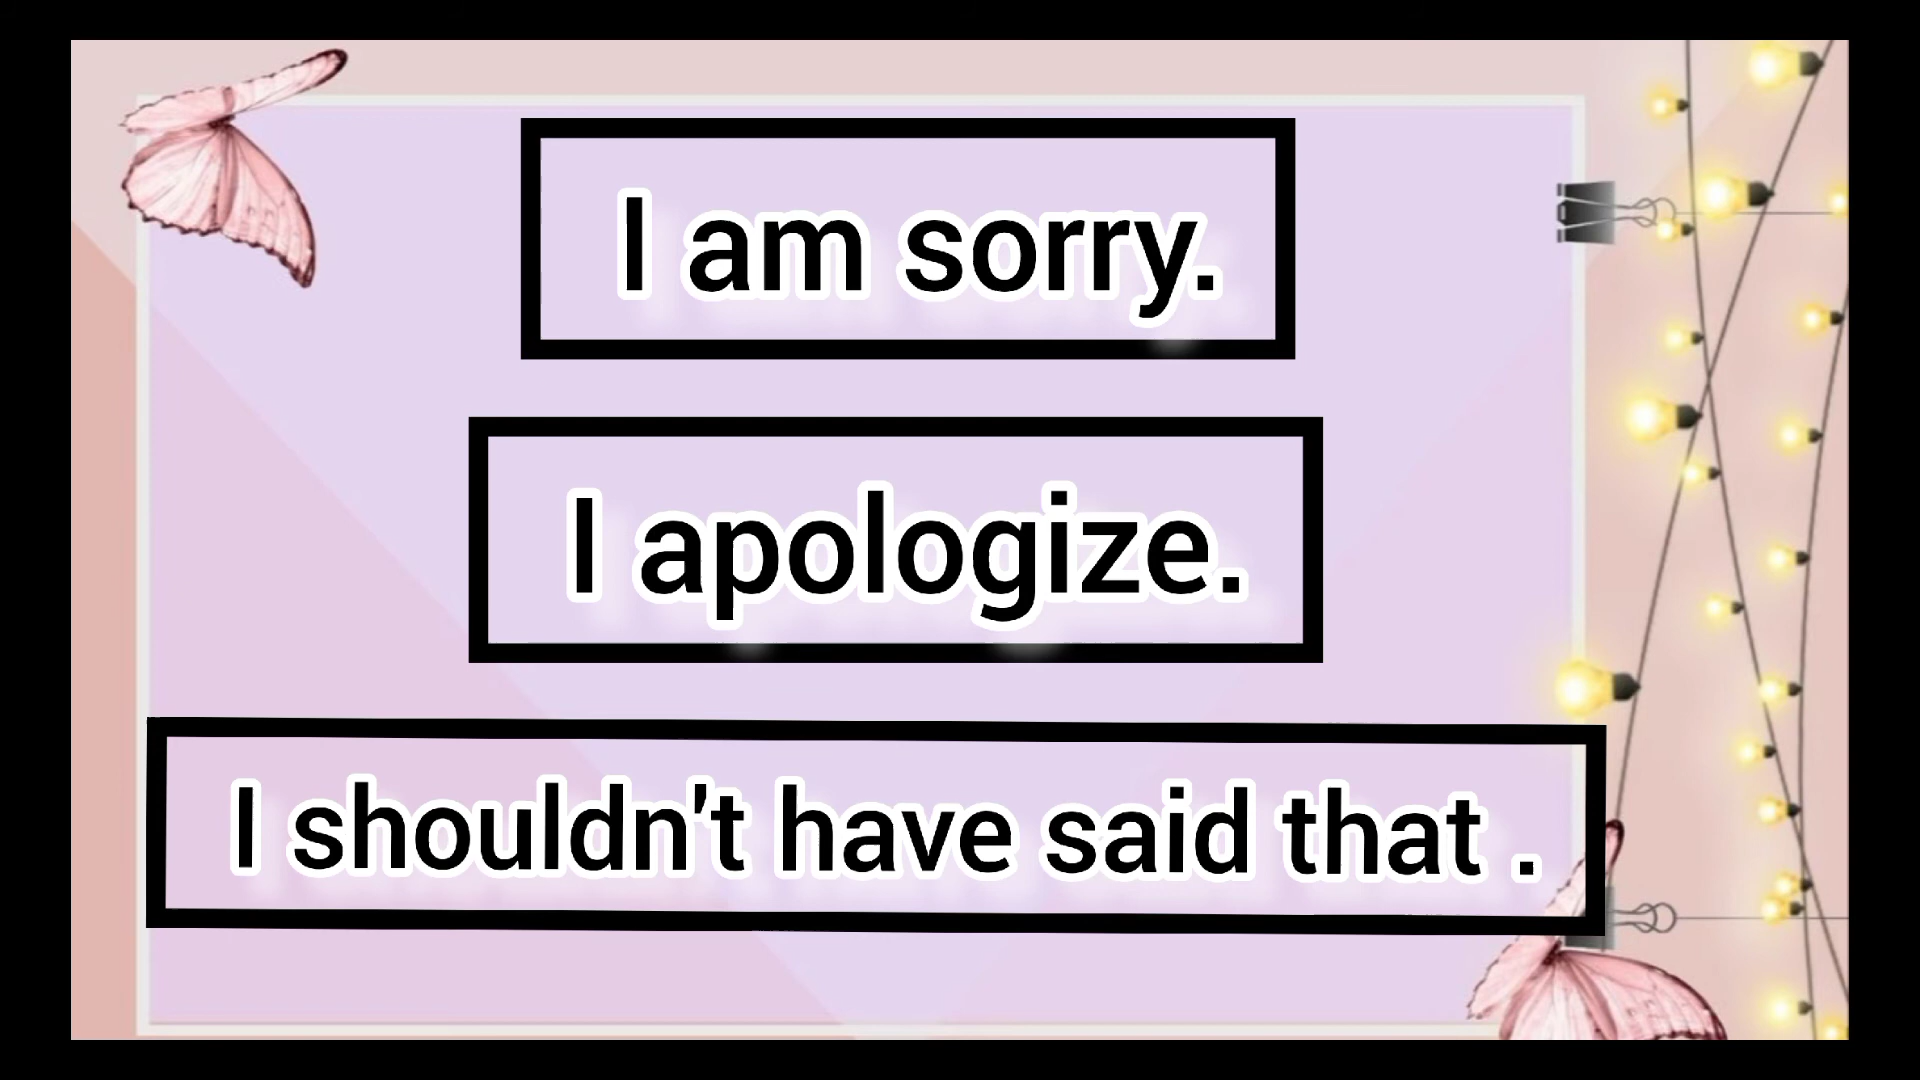 I am sorry.
I apologize.
I shouldn't have said that .